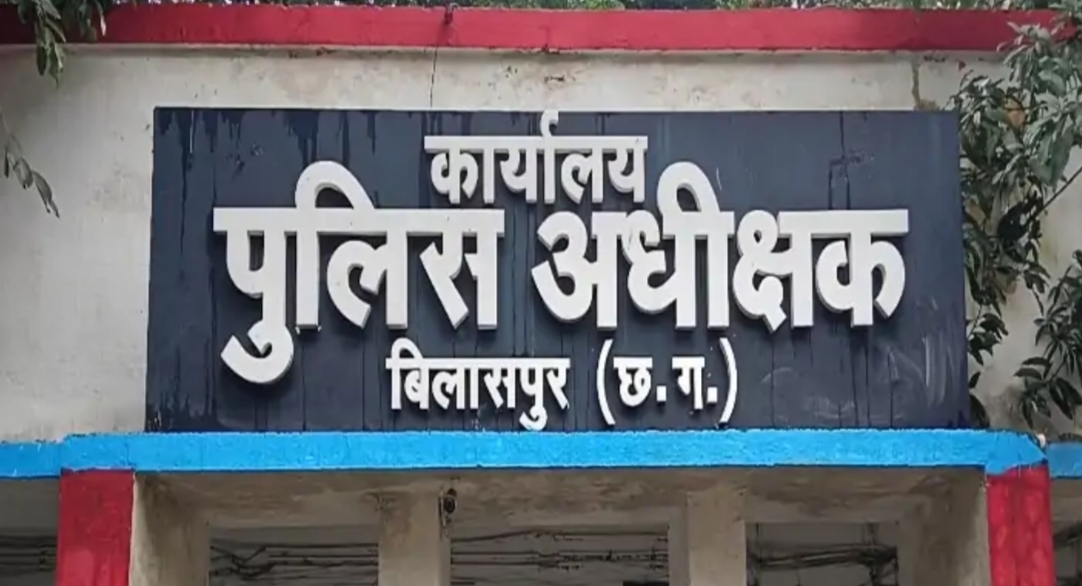 कार्यालय
पुलिस अधीक्षक
बिलासपुर (छ. ग.)